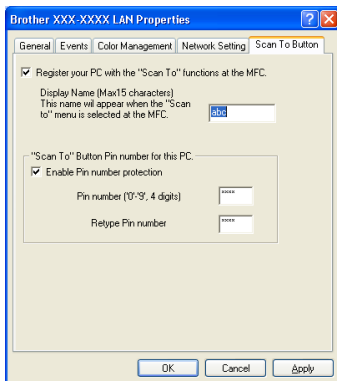 Brother XXX-XXXX LAN Properties
General
Events
Color Management
Network Setting
Scan To Button
Register your PC with the "Scan To" functions at the MFC.
Display Name (Max15 characters)
This name wil appear when the "Scan
to" menu is selected at the MFC.
abc
"Scan To" Button Pin number for this PC.
Enable Pin number protection
Pin number ('0'-'9', 4 digits)
****
Retype Pin number
****
OK
Cancel
Apply